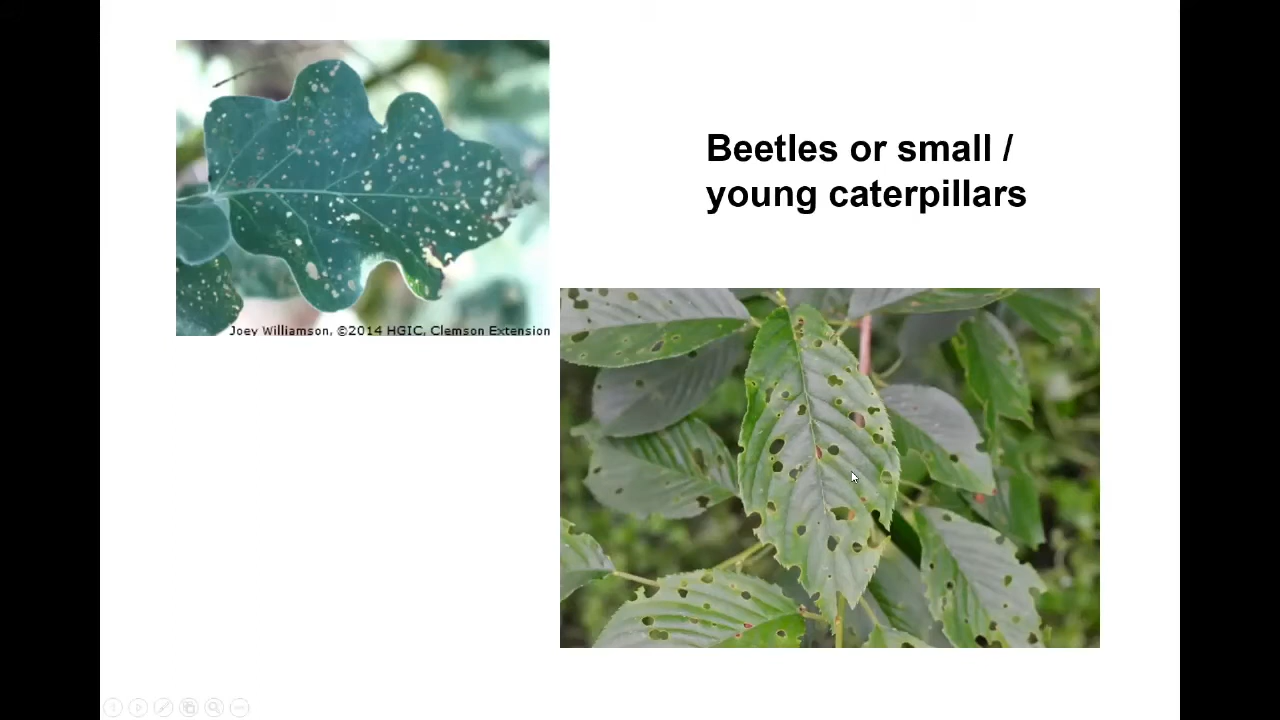 Beetles or small /
young caterpillars
Joey Williamson, ©2014 HGIC, Clemson Extension